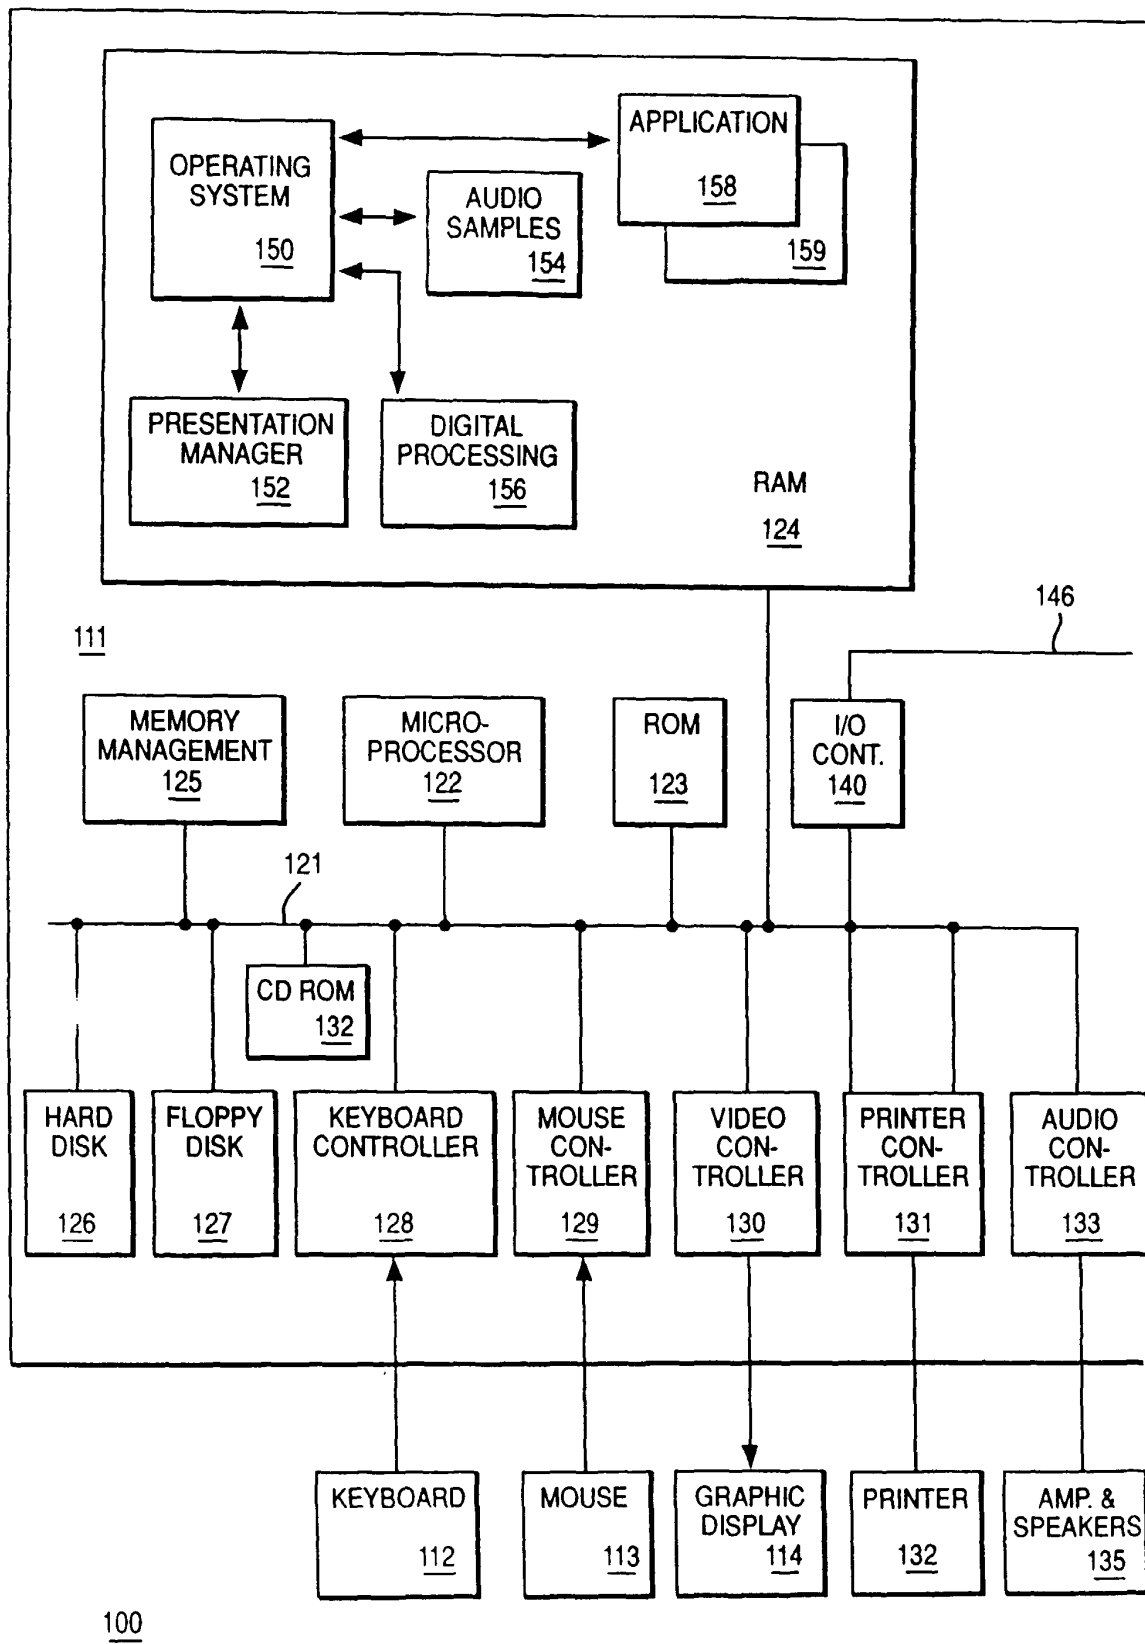 APPLICATION
158
159
OPERATING
SYSTEM
150
AUDIO
SAMPLES
154
PRESENTATION
MANAGER
152
DIGITAL
PROCESSING
156
RAM
124
146
111
MEMORY
MANAGEMENT
125
MICRO-
PROCESSOR
122
ROM
123
I/O
CONT.
140
121
CD ROM
132
HARD
DISK
126
FLOPPY
DISK
127
KEYBOARD
CONTROLLER
128
MOUSE
CON-
TROLLER
129
VIDEO
CON-
TROLLER
130
PRINTER
CON-
TROLLER
131
AUDIO
CON-
TROLLER
133
KEYBOARD
112
MOUSE
113
GRAPHIC
DISPLAY
114
PRINTER
132
AMP. &
SPEAKERS
135
100